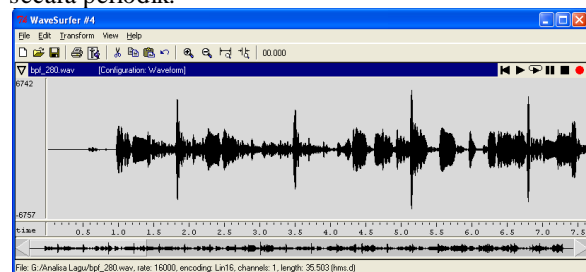 secara periodik.
WaveSurfer #4
File Edit Transform View Help
00.000
bpf_280.wav [Configuration: Waveform]
6742
-6757
time 0.5 1.0 1.5 2.0 2.5 3.0 3.5 4.0 4.5 5.0 5.5 6.0 6.5 7.0 7.5
File: G:/Analisa Lagu/bpf_280.wav, rate: 16000, encoding: Lin16, channels: 1, length: 35.503 (hms.d)